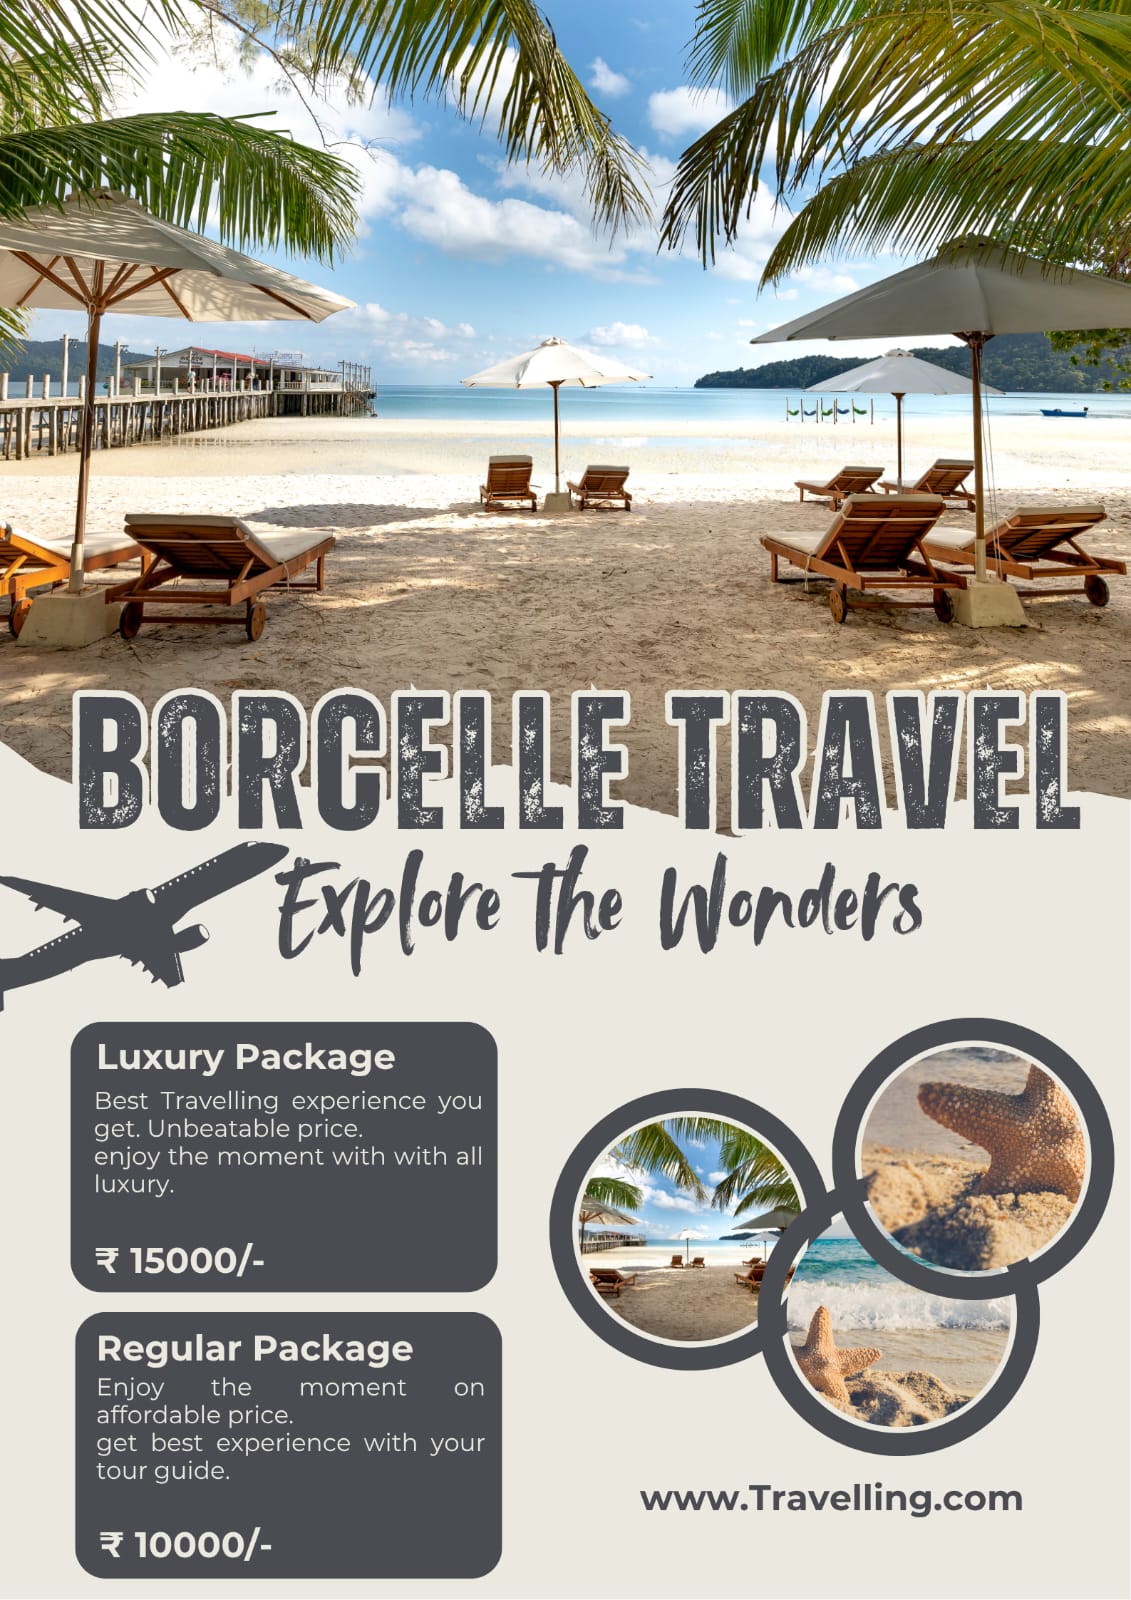 BORCELLE TRAVEL
Explore The Wonders
Luxury Package
Best Travelling experience you
get. Unbeatable price.
enjoy the moment with with all
luxury.
₹ 15000/-
Regular Package
Enjoy the moment on
affordable price.
get best experience with your
tour guide.
₹ 10000/-
www.Travelling.com